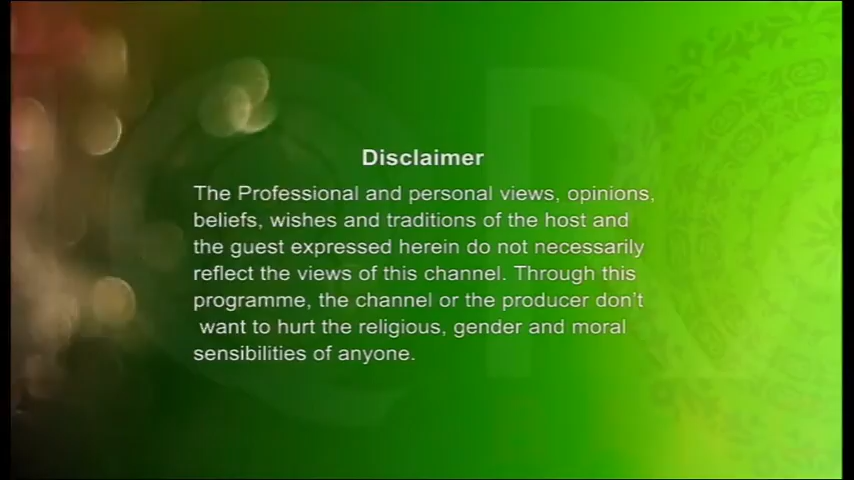 Disclaimer
The Professional and personal views, opinions,
beliefs, wishes and traditions of the host and
the guest expressed herein do not necessarily
reflect the views of this channel. Through this
programme, the channel or the producer don't
want to hurt the religious, gender and moral
sensibilities of anyone.